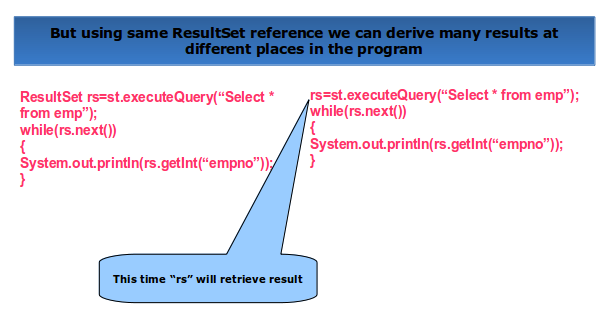 But using same ResultSet reference we can derive many results at
different places in the program
ResultSet rs=st.executeQuery(“Select *
from emp”);
while(rs.next())
{
System.out.println(rs.getInt(“empno”));
}
rs=st.executeQuery(“Select * from emp”);
while(rs.next())
{
System.out.println(rs.getInt(“empno”));
}
This time “rs” will retrieve result